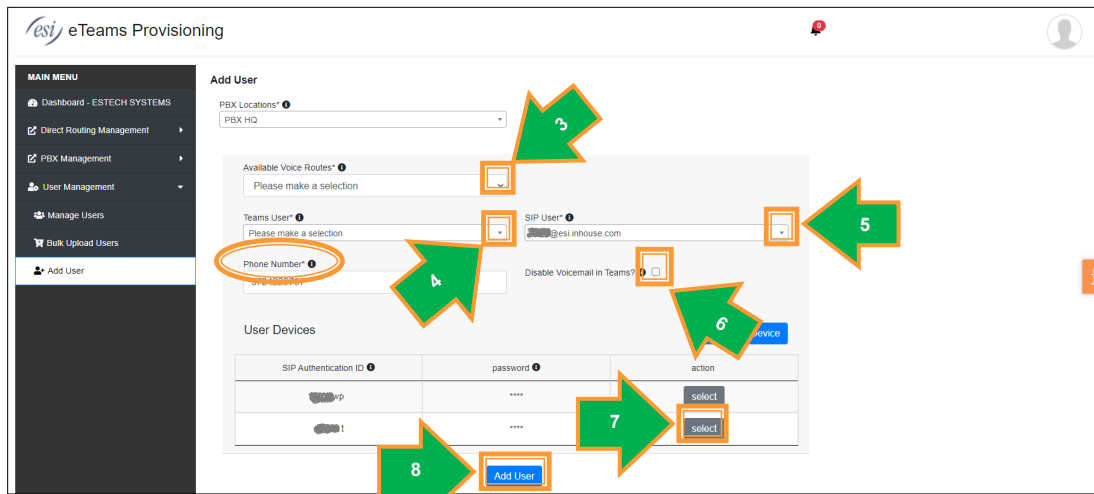 esi eTeams Provisioning
0
MAIN MENU
Dashboard - ESTECH SYSTEMS
Direct Routing Management
PBX Management
User Management
Manage Users
Bulk Upload Users
Add User
Add User
PBX Locations*
PBX HQ
3
Available Voice Routes*
Please make a selection
Teams User*
Please make a selection
4
SIP User*
@esi.inhouse.com
5
Phone Number*
Disable Voicemail in Teams?
6
User Devices
Device
SIP Authentication ID password action
wp **** select
t **** select
7
8
Add User